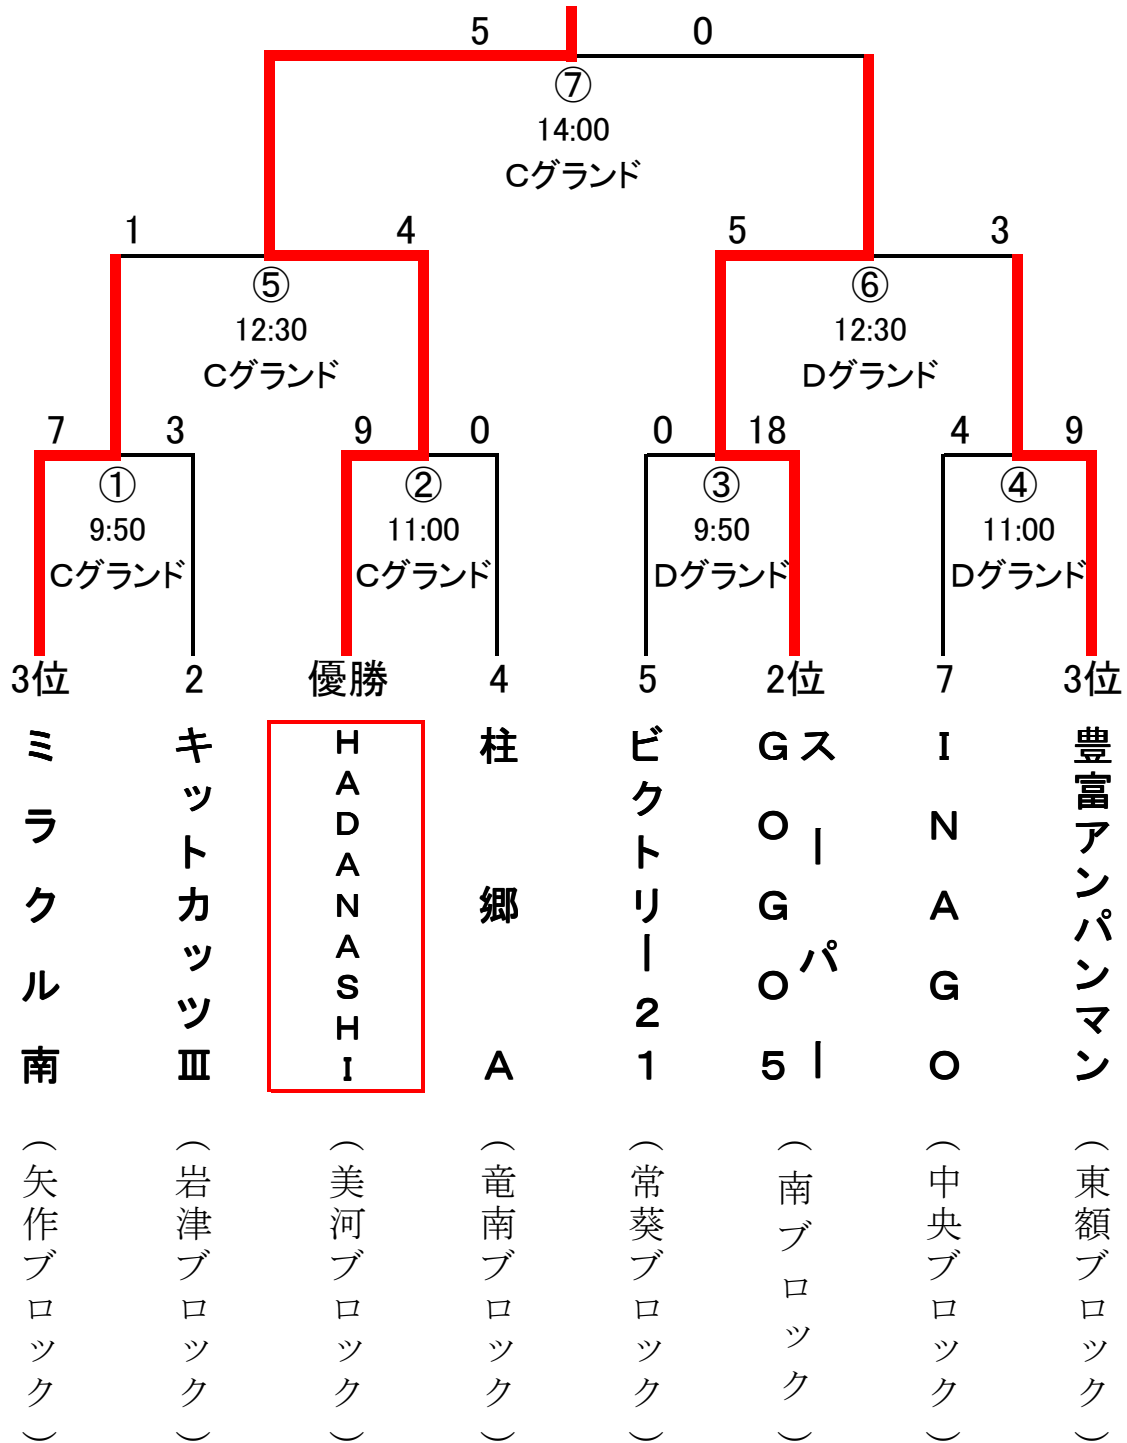 5 0
⑦
14:00
Cグランド
1 4 5 3
⑤ ⑥
12:30 12:30
Cグランド Dグランド
7 3 9 0 0 18 4 9
① ② ③ ④
9:50 11:00 9:50 11:00
Cグランド Cグランド Dグランド Dグランド
3位 2 優勝 4 5 2位 7 3位
ミラクル南
キットカッツⅢ
HADANASHI
柱郷A
ビクトリー21
スーパー
GOGO5
INAGO
豊富アンパンマン
(矢作ブロック)
(岩津ブロック)
(美河ブロック)
(竜南ブロック)
(常葵ブロック)
(南ブロック)
(中央ブロック)
(東額ブロック)